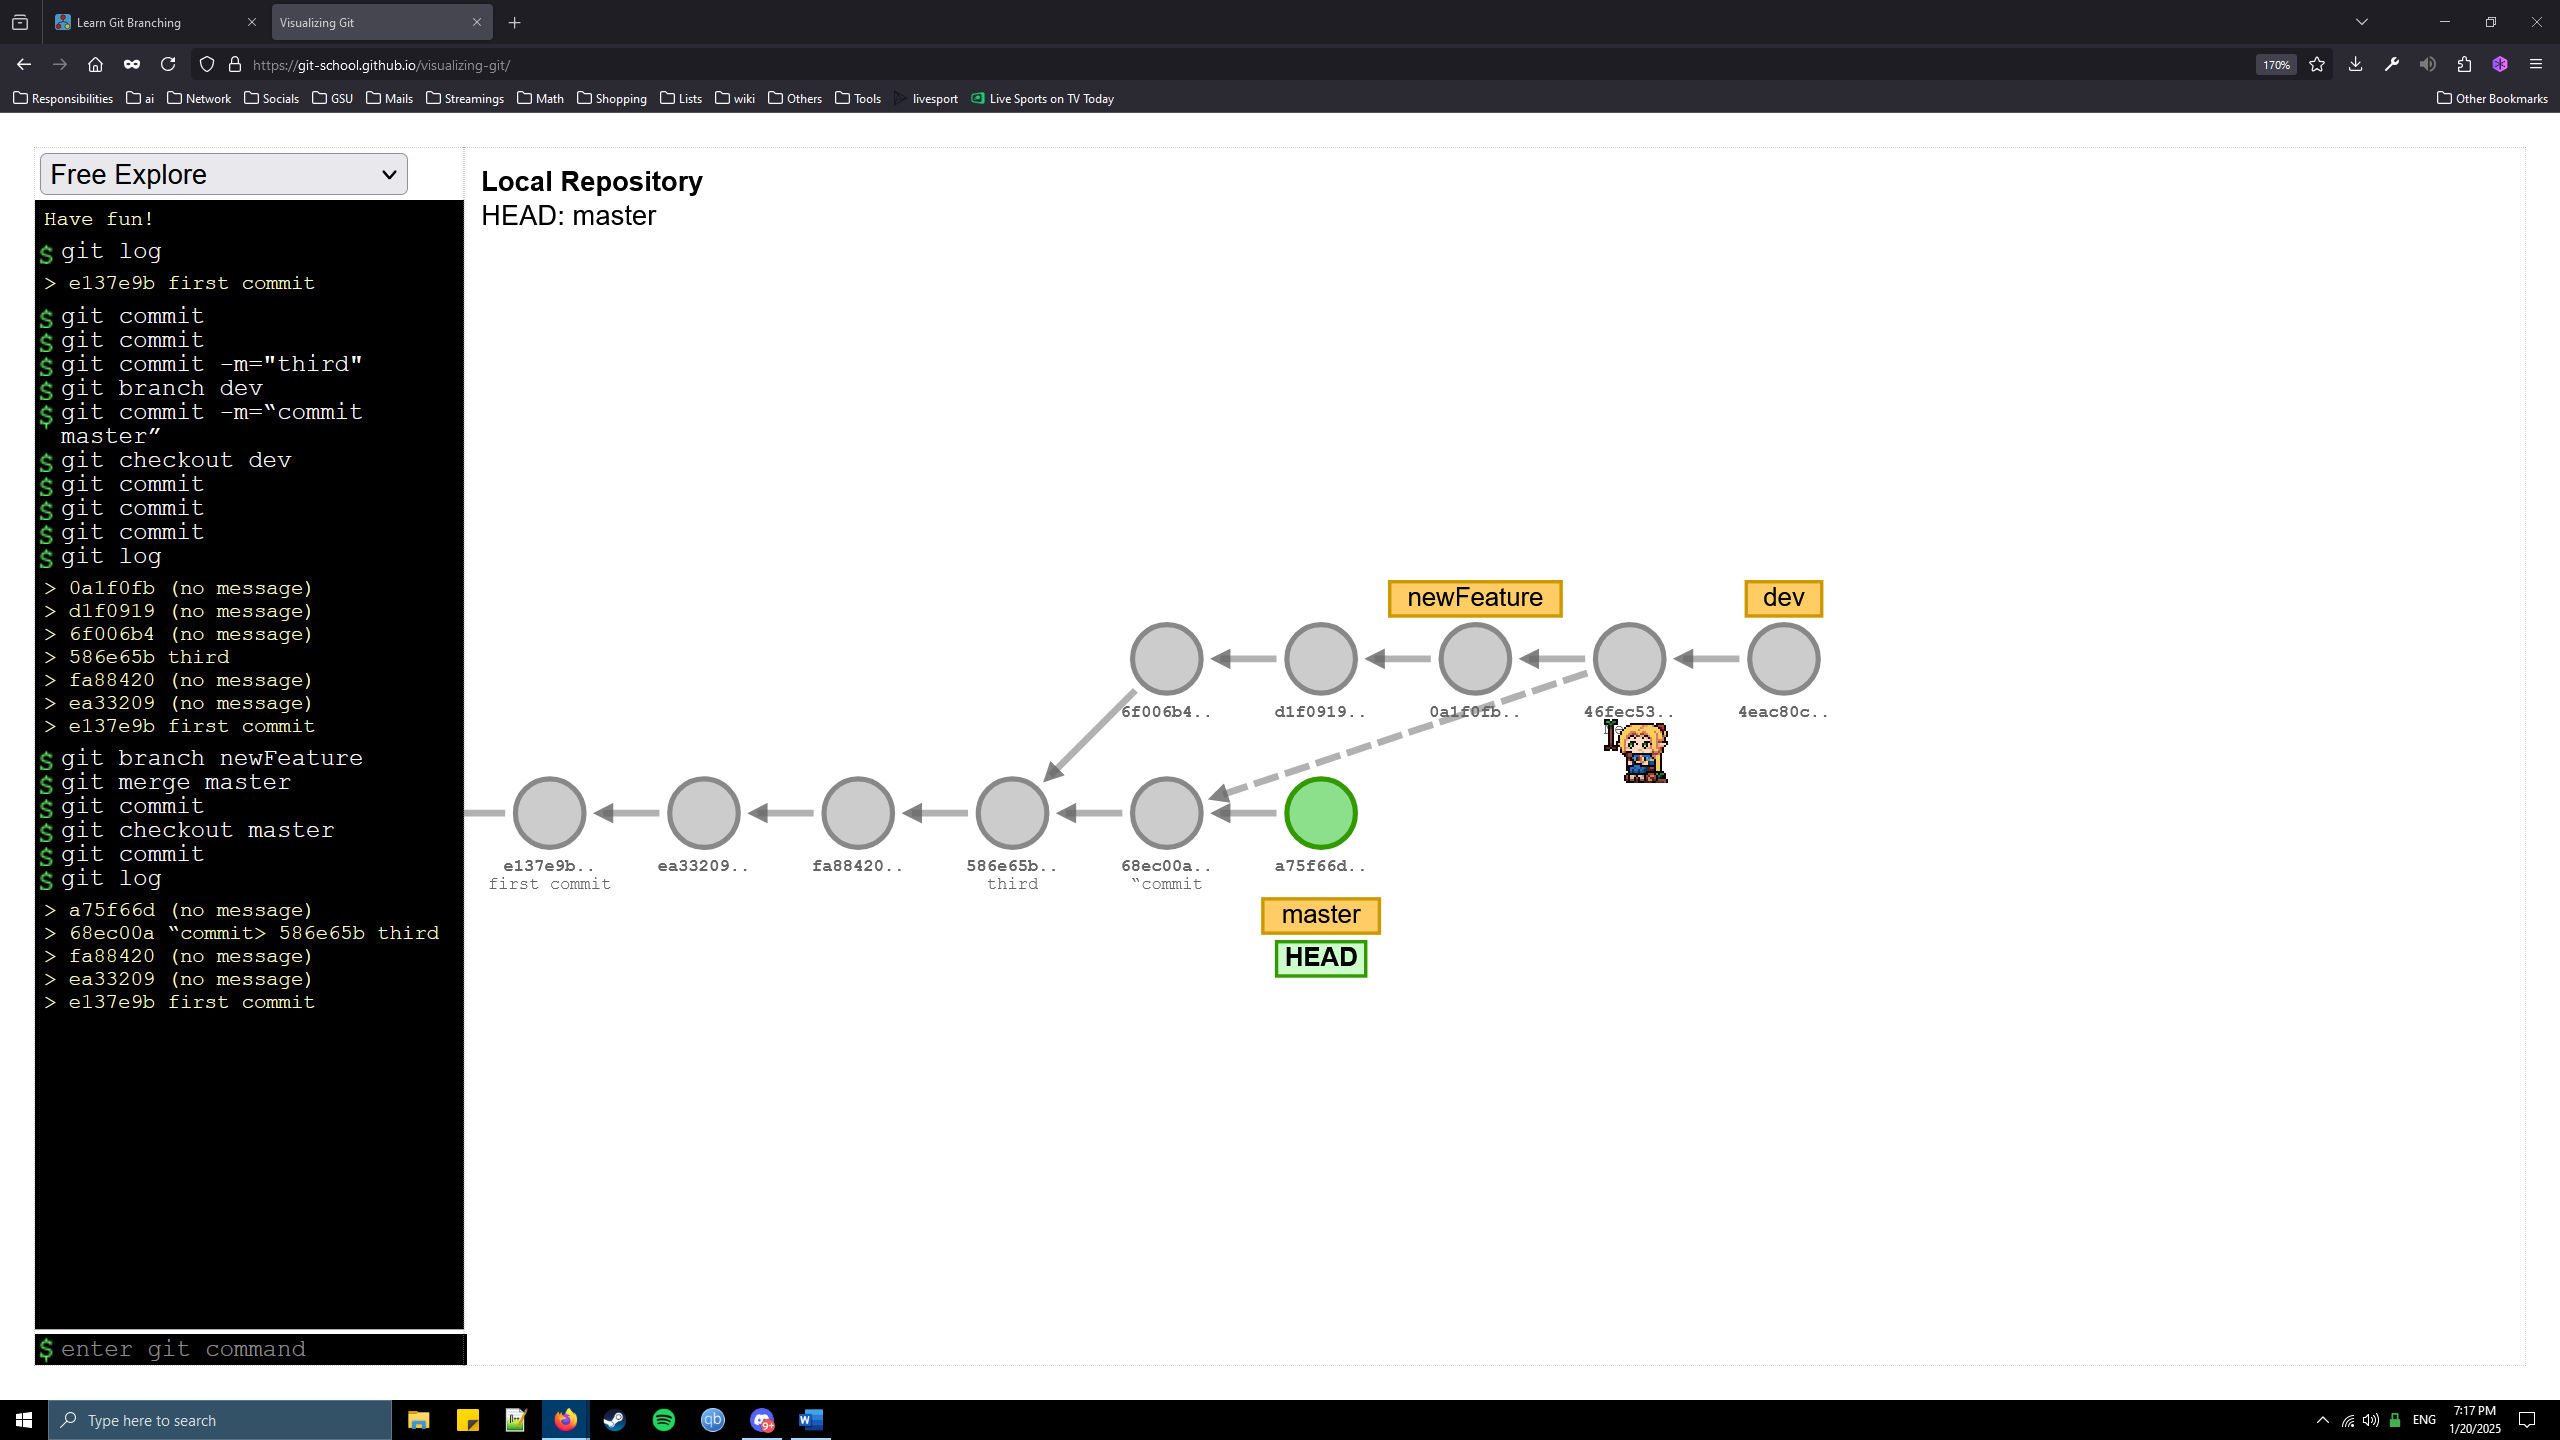 Learn Git Branching
Visualizing Git
https://git-school.github.io/visualizing-git/
170%
Responsibilities
ai
Network
Socials
GSU
Mails
Streamings
Math
Shopping
Lists
wiki
Others
Tools
livesport
Live Sports on TV Today
Other Bookmarks
Free Explore
Have fun!
$ git log
> e137e9b first commit
$ git commit
$ git commit
$ git commit -m="third"
$ git branch dev
$ git commit -m=“commit
master”
$ git checkout dev
$ git commit
$ git commit
$ git commit
$ git log
> 0a1f0fb (no message)
> d1f0919 (no message)
> 6f006b4 (no message)
> 586e65b third
> fa88420 (no message)
> ea33209 (no message)
> e137e9b first commit
$ git branch newFeature
$ git merge master
$ git commit
$ git checkout master
$ git commit
$ git log
> a75f66d (no message)
> 68ec00a “commit> 586e65b third
> fa88420 (no message)
> ea33209 (no message)
> e137e9b first commit
$ enter git command
Local Repository
HEAD: master
newFeature
dev
6f006b4..
d1f0919..
0a1f0fb..
46fec53..
4eac80c..
e137e9b..
first commit
ea33209..
fa88420..
586e65b..
third
68ec00a..
“commit
a75f66d..
master
HEAD
Type here to search
qb
9+
W
ENG
7:17 PM
1/20/2025